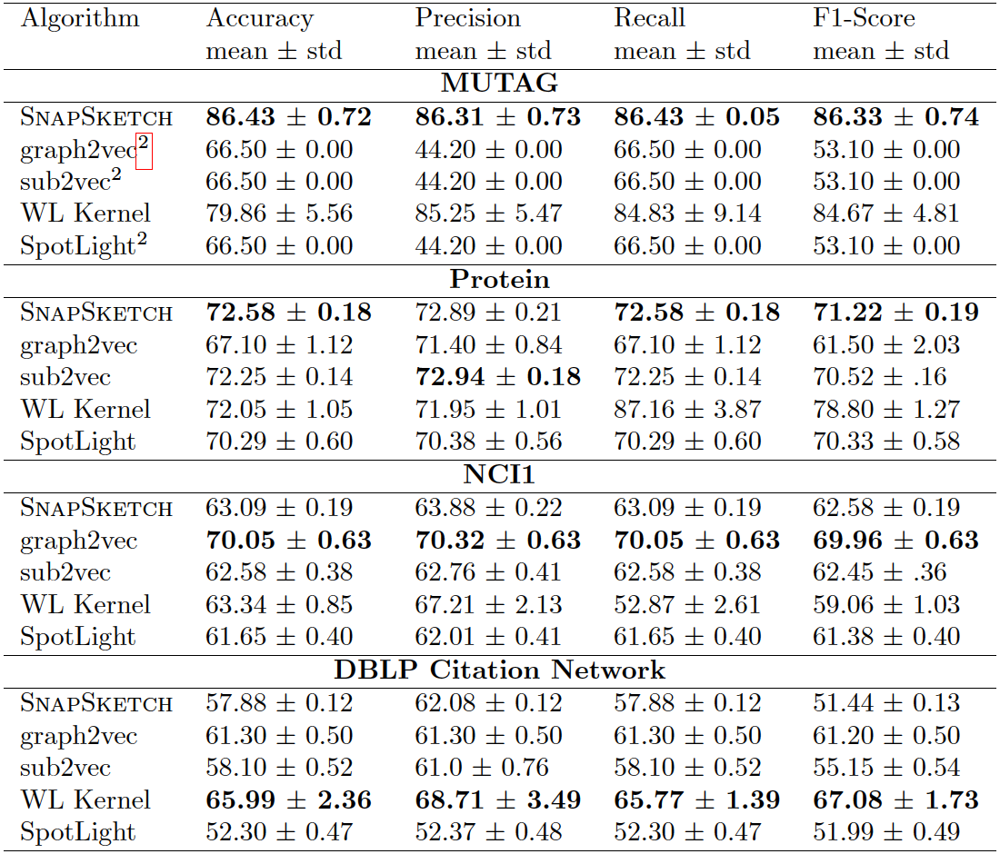 Algorithm Accuracy Precision Recall F1-Score
mean ± std mean ± std mean ± std mean ± std
MUTAG
SNAPSKETCH 86.43 ± 0.72 86.31 ± 0.73 86.43 ± 0.05 86.33 ± 0.74
graph2vec² 66.50 ± 0.00 44.20 ± 0.00 66.50 ± 0.00 53.10 ± 0.00
sub2vec² 66.50 ± 0.00 44.20 ± 0.00 66.50 ± 0.00 53.10 ± 0.00
WL Kernel 79.86 ± 5.56 85.25 ± 5.47 84.83 ± 9.14 84.67 ± 4.81
SpotLight² 66.50 ± 0.00 44.20 ± 0.00 66.50 ± 0.00 53.10 ± 0.00
Protein
SNAPSKETCH 72.58 ± 0.18 72.89 ± 0.21 72.58 ± 0.18 71.22 ± 0.19
graph2vec 67.10 ± 1.12 71.40 ± 0.84 67.10 ± 1.12 61.50 ± 2.03
sub2vec 72.25 ± 0.14 72.94 ± 0.18 72.25 ± 0.14 70.52 ± .16
WL Kernel 72.05 ± 1.05 71.95 ± 1.01 87.16 ± 3.87 78.80 ± 1.27
SpotLight 70.29 ± 0.60 70.38 ± 0.56 70.29 ± 0.60 70.33 ± 0.58
NCI1
SNAPSKETCH 63.09 ± 0.19 63.88 ± 0.22 63.09 ± 0.19 62.58 ± 0.19
graph2vec 70.05 ± 0.63 70.32 ± 0.63 70.05 ± 0.63 69.96 ± 0.63
sub2vec 62.58 ± 0.38 62.76 ± 0.41 62.58 ± 0.38 62.45 ± .36
WL Kernel 63.34 ± 0.85 67.21 ± 2.13 52.87 ± 2.61 59.06 ± 1.03
SpotLight 61.65 ± 0.40 62.01 ± 0.41 61.65 ± 0.40 61.38 ± 0.40
DBLP Citation Network
SNAPSKETCH 57.88 ± 0.12 62.08 ± 0.12 57.88 ± 0.12 51.44 ± 0.13
graph2vec 61.30 ± 0.50 61.30 ± 0.50 61.30 ± 0.50 61.20 ± 0.50
sub2vec 58.10 ± 0.52 61.0 ± 0.76 58.10 ± 0.52 55.15 ± 0.54
WL Kernel 65.99 ± 2.36 68.71 ± 3.49 65.77 ± 1.39 67.08 ± 1.73
SpotLight 52.30 ± 0.47 52.37 ± 0.48 52.30 ± 0.47 51.99 ± 0.49